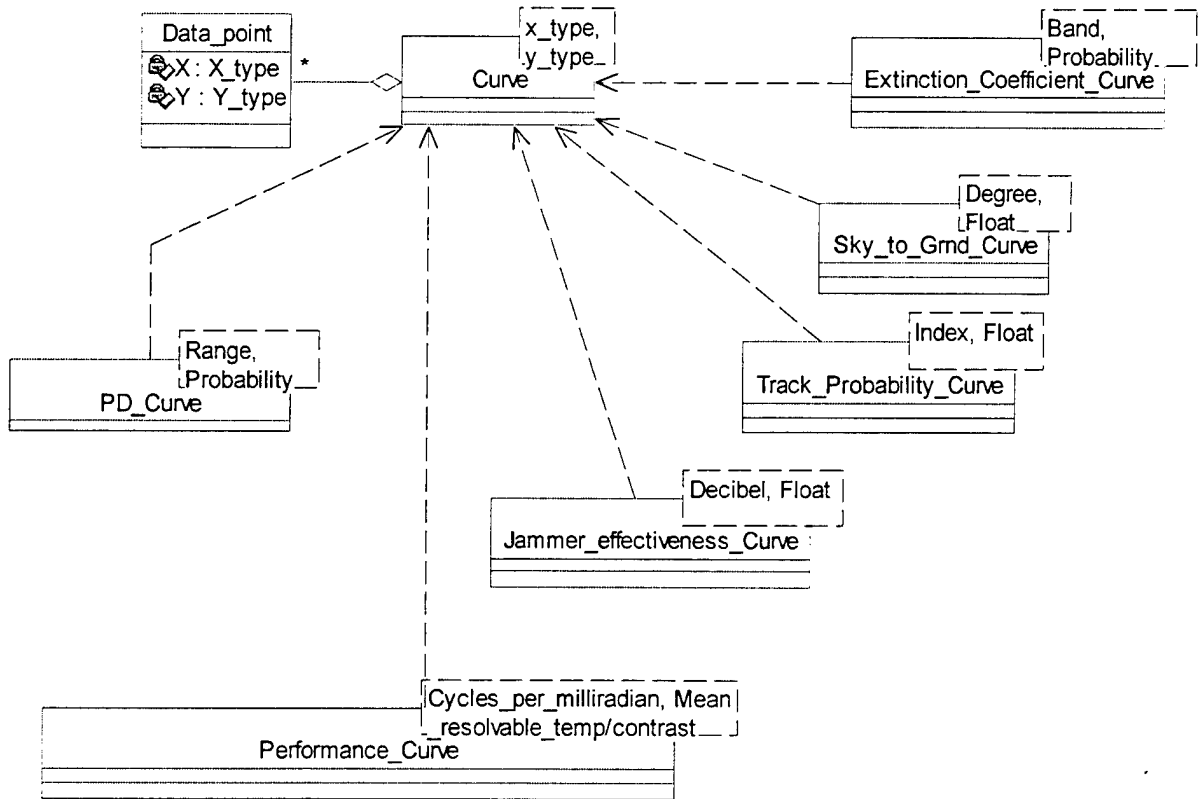 Data_point
X : X_type
Y : Y_type
*
x_type,
y_type
Curve
Band,
Probability
Extinction_Coefficient_Curve
Degree,
Float
Sky_to_Grnd_Curve
Index, Float
Track_Probability_Curve
Range,
Probability
PD_Curve
Decibel, Float
Jammer_effectiveness_Curve
Cycles_per_milliradian, Mean
_resolvable_temp/contrast
Performance_Curve